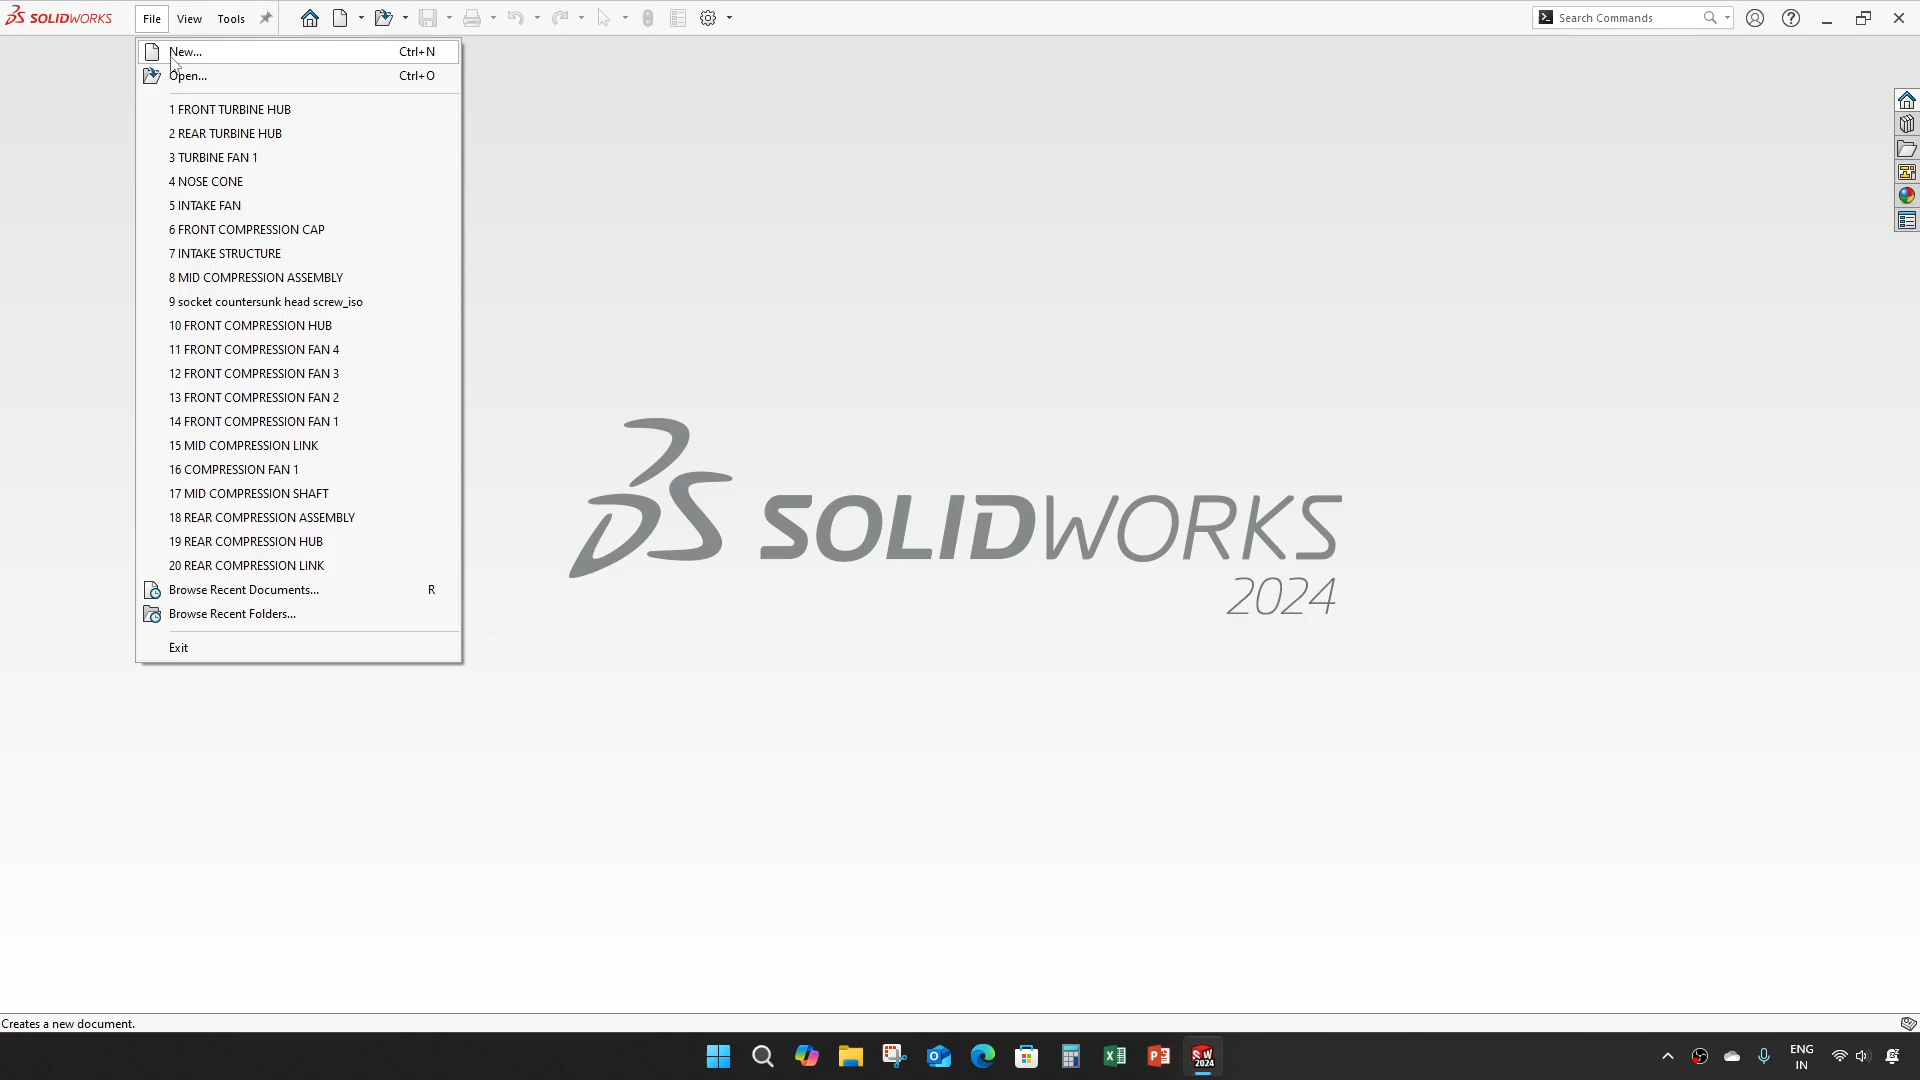 SOLIDWORKS File View Tools Search Commands
New... Ctrl+N
Open... Ctrl+O
1 FRONT TURBINE HUB
2 REAR TURBINE HUB
3 TURBINE FAN 1
4 NOSE CONE
5 INTAKE FAN
6 FRONT COMPRESSION CAP
7 INTAKE STRUCTURE
8 MID COMPRESSION ASSEMBLY
9 socket countersunk head screw_iso
10 FRONT COMPRESSION HUB
11 FRONT COMPRESSION FAN 4
12 FRONT COMPRESSION FAN 3
13 FRONT COMPRESSION FAN 2
14 FRONT COMPRESSION FAN 1
15 MID COMPRESSION LINK
16 COMPRESSION FAN 1
17 MID COMPRESSION SHAFT
18 REAR COMPRESSION ASSEMBLY
19 REAR COMPRESSION HUB
20 REAR COMPRESSION LINK
Browse Recent Documents... R
Browse Recent Folders...
Exit
SOLIDWORKS
2024
Creates a new document.
SW
2024
ENG
IN